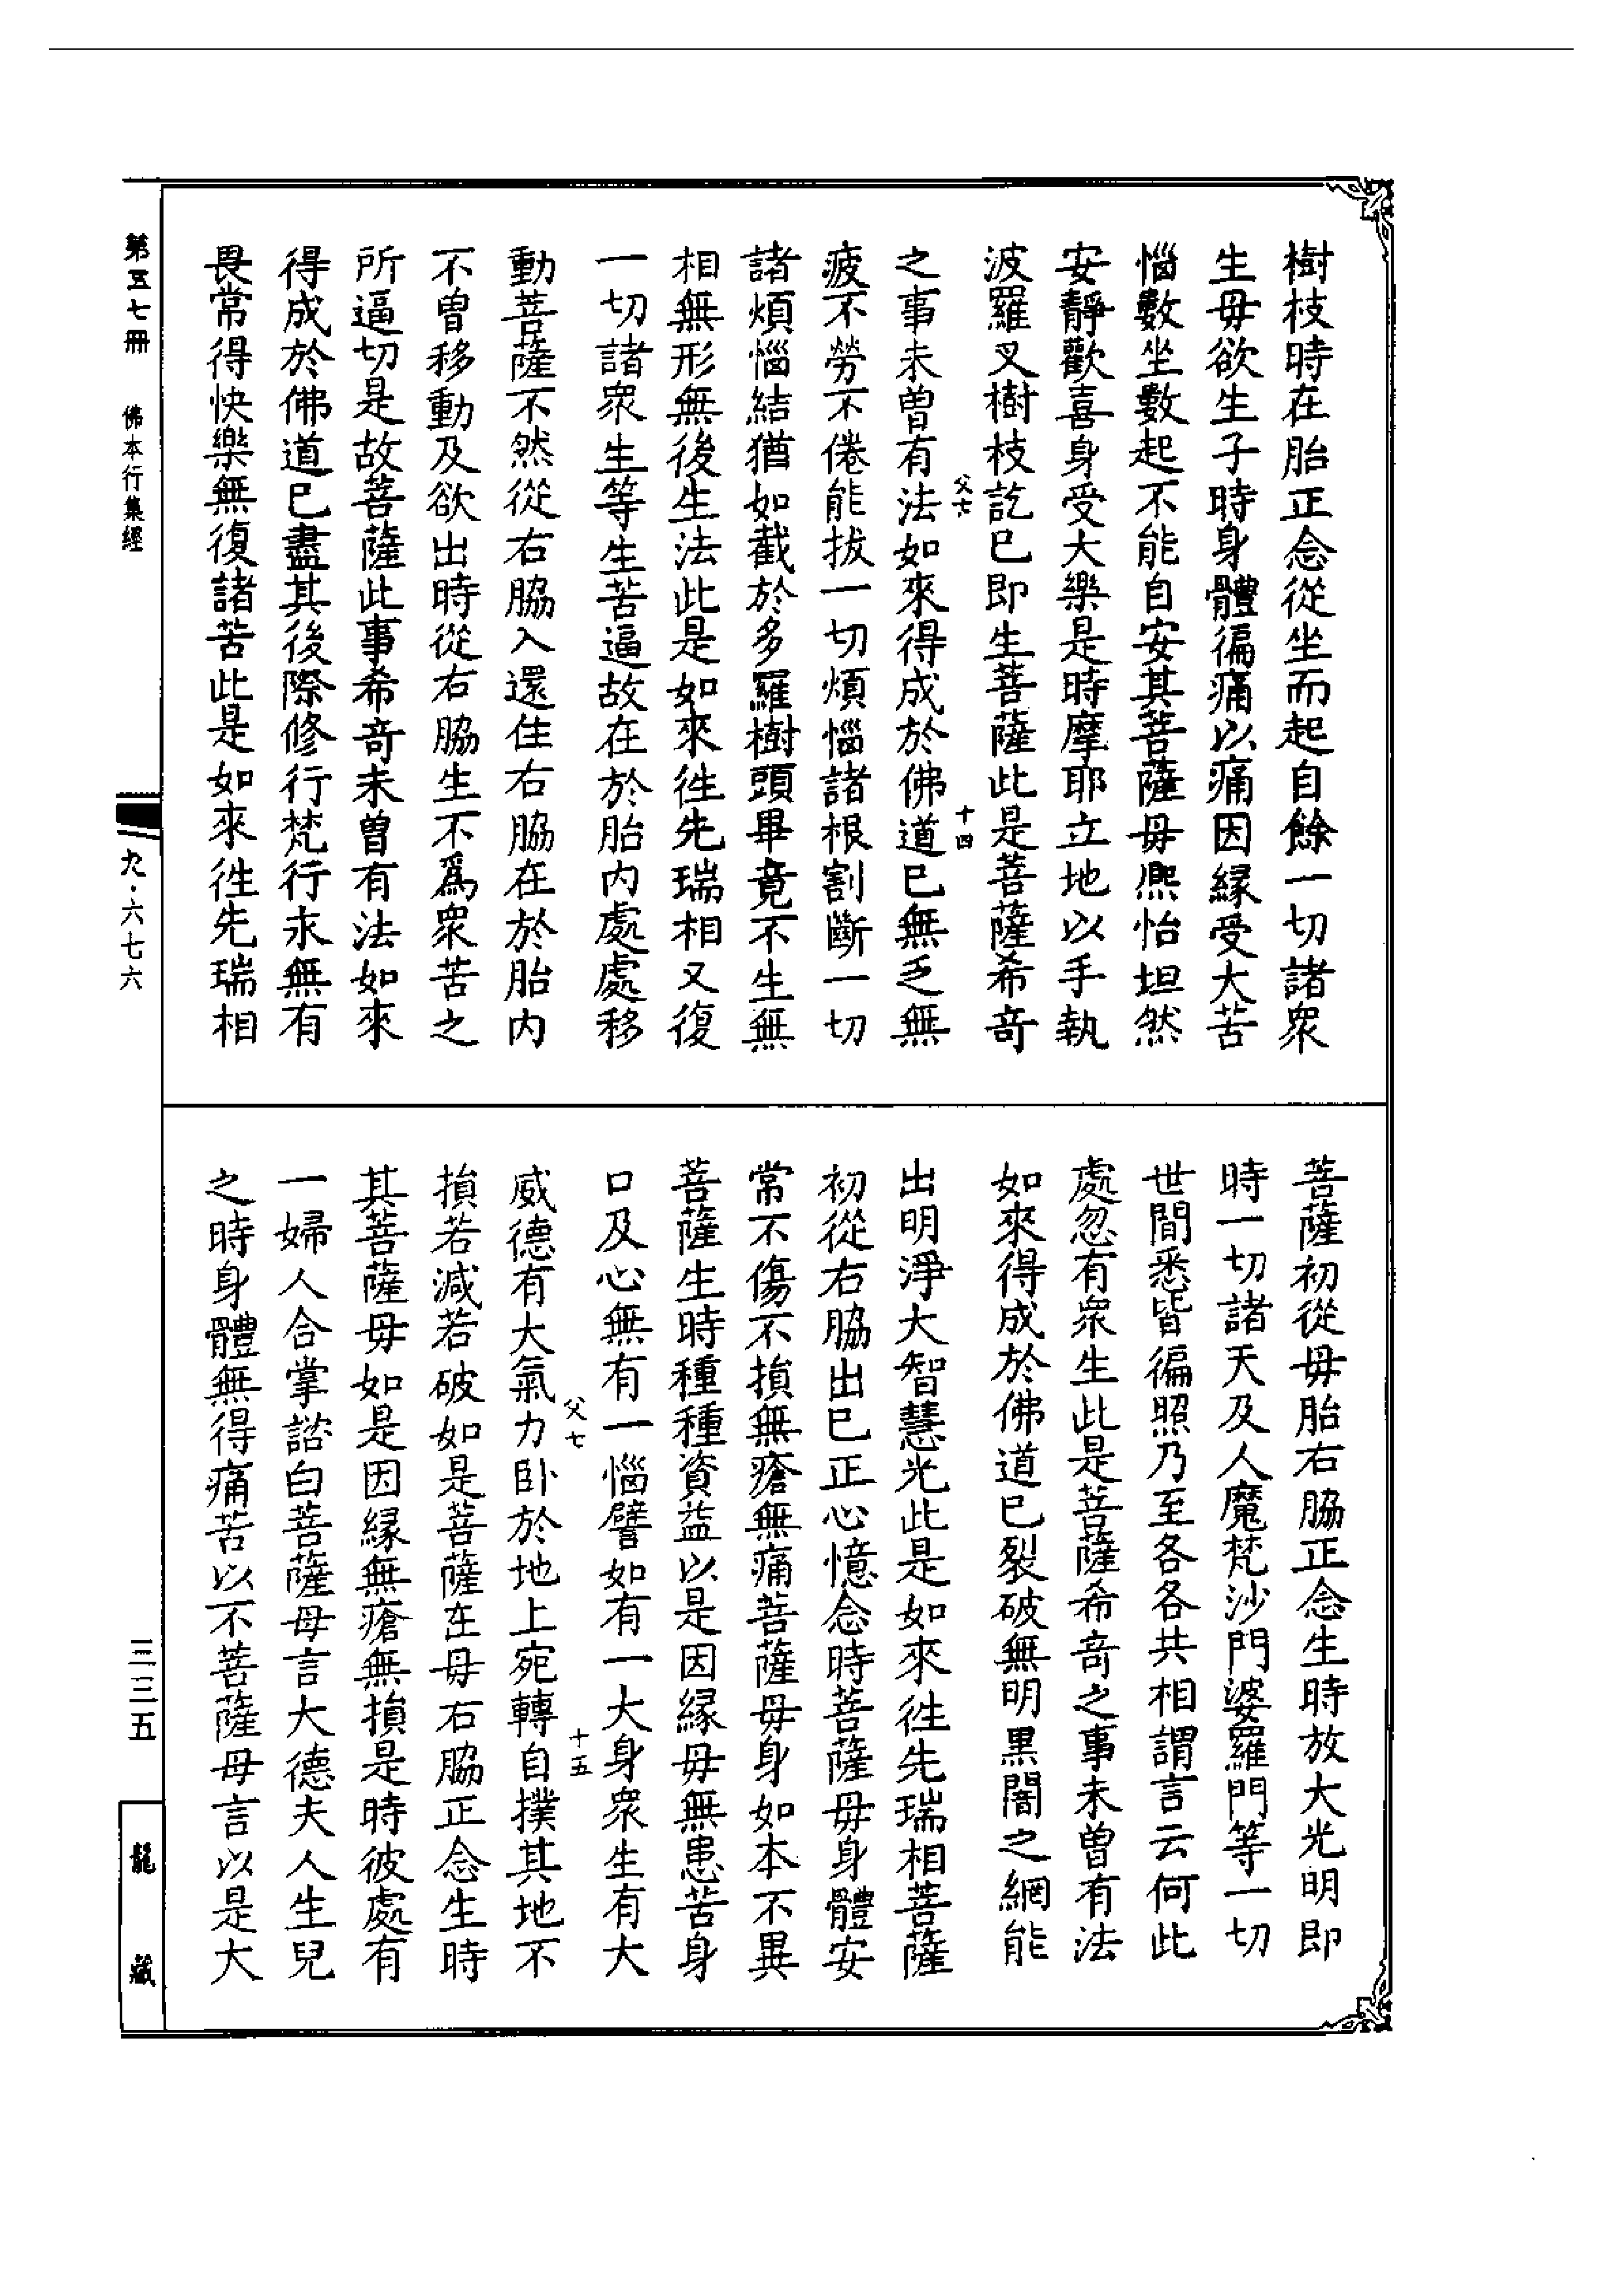 樹枝時在胎正念從坐而起自餘一切諸衆
生母欲生子時身體徧痛以痛因緣受大苦
惱數坐數起不能自安其菩薩母熈怡坦然
安靜歡喜身受大樂是時摩耶立地以手執
波羅叉樹枝訖已即生菩薩此是菩薩希奇
父七 十四
之事未曾有法如來得成於佛道已無乏無
疲不勞不倦能拔一切煩惱諸根割斷一切
諸煩惱結猶如截於多羅樹頭畢竟不生無
相無形無後生法此是如來往先瑞相又復
一切諸衆生等生苦逼故在於胎內處處移
動菩薩不然從右脇入還住右脇在於胎內
不曾移動及欲出時從右脇生不爲衆苦之
所逼切是故菩薩此事希奇未曾有法如來
得成於佛道已盡其後際修行梵行永無有
畏常得快樂無復諸苦此是如來往先瑞相
菩薩初從母胎右脇正念生時放大光明即
時一切諸天及人魔梵沙門婆羅門等一切
世間悉皆徧照乃至各各共相謂言云何此
處忽有衆生此是菩薩希奇之事未曾有法
如來得成於佛道已裂破無明黑闇之網能
出明淨大智慧光此是如來往先瑞相菩薩
初從右脇出已正心憶念時菩薩母身體安
常不傷不損無瘡無痛菩薩母身如本不異
菩薩生時種種資益以是因緣母無患苦身
口及心無有一惱譬如有一大身衆生有大
父七 十五
威德有大氣力卧於地上宛轉自撲其地不
損若減若破如是菩薩在母右脇正念生時
其菩薩母如是因緣無瘡無損是時彼處有
一婦人合掌諮白菩薩母言大德夫人生兒
之時身體無得痛苦以不菩薩母言以是大
第五七冊 佛本行集經
九·六七六
三三五
龍藏